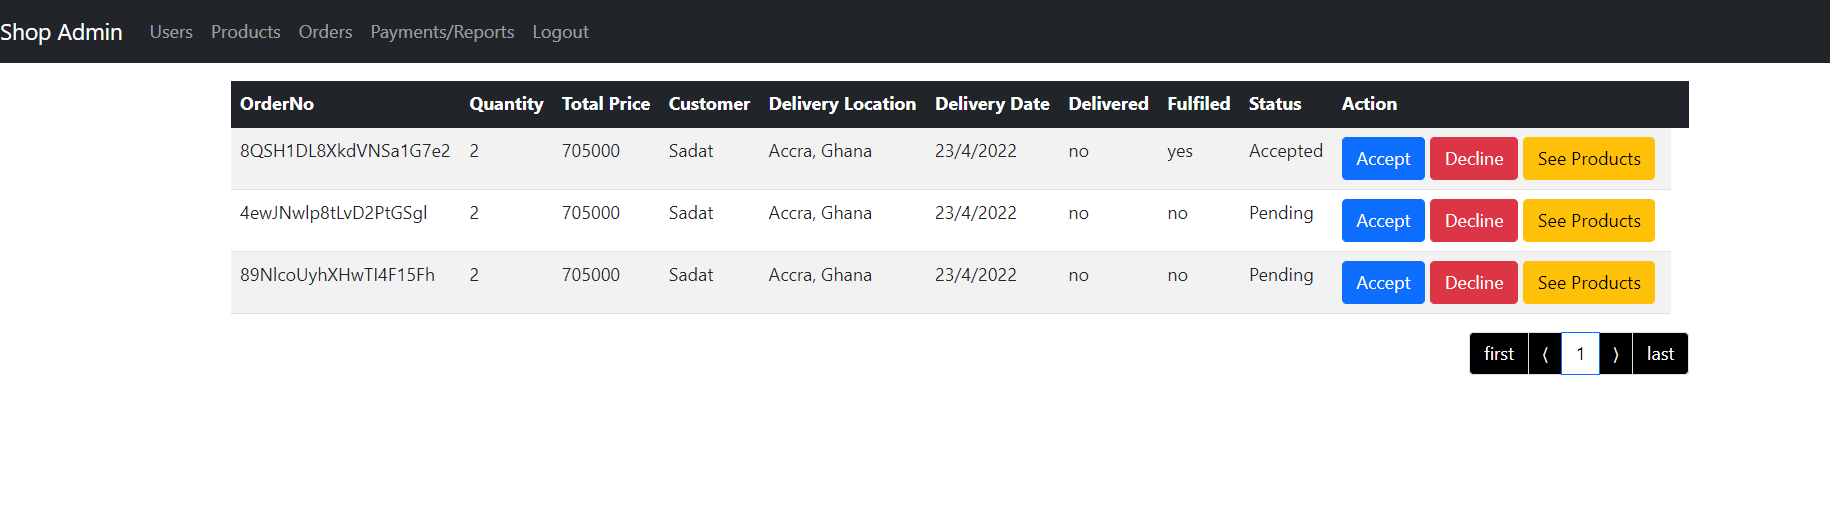 Shop Admin Users Products Orders Payments/Reports Logout
OrderNo Quantity Total Price Customer Delivery Location Delivery Date Delivered Fulfiled Status Action
8QSH1DL8XkdVNSa1G7e2 2 705000 Sadat Accra, Ghana 23/4/2022 no yes Accepted Accept Decline See Products
4ewJNwlp8tLvD2PtGSgl 2 705000 Sadat Accra, Ghana 23/4/2022 no no Pending Accept Decline See Products
89NlcoUyhXHwTI4F15Fh 2 705000 Sadat Accra, Ghana 23/4/2022 no no Pending Accept Decline See Products
first ⟨ 1 ⟩ last